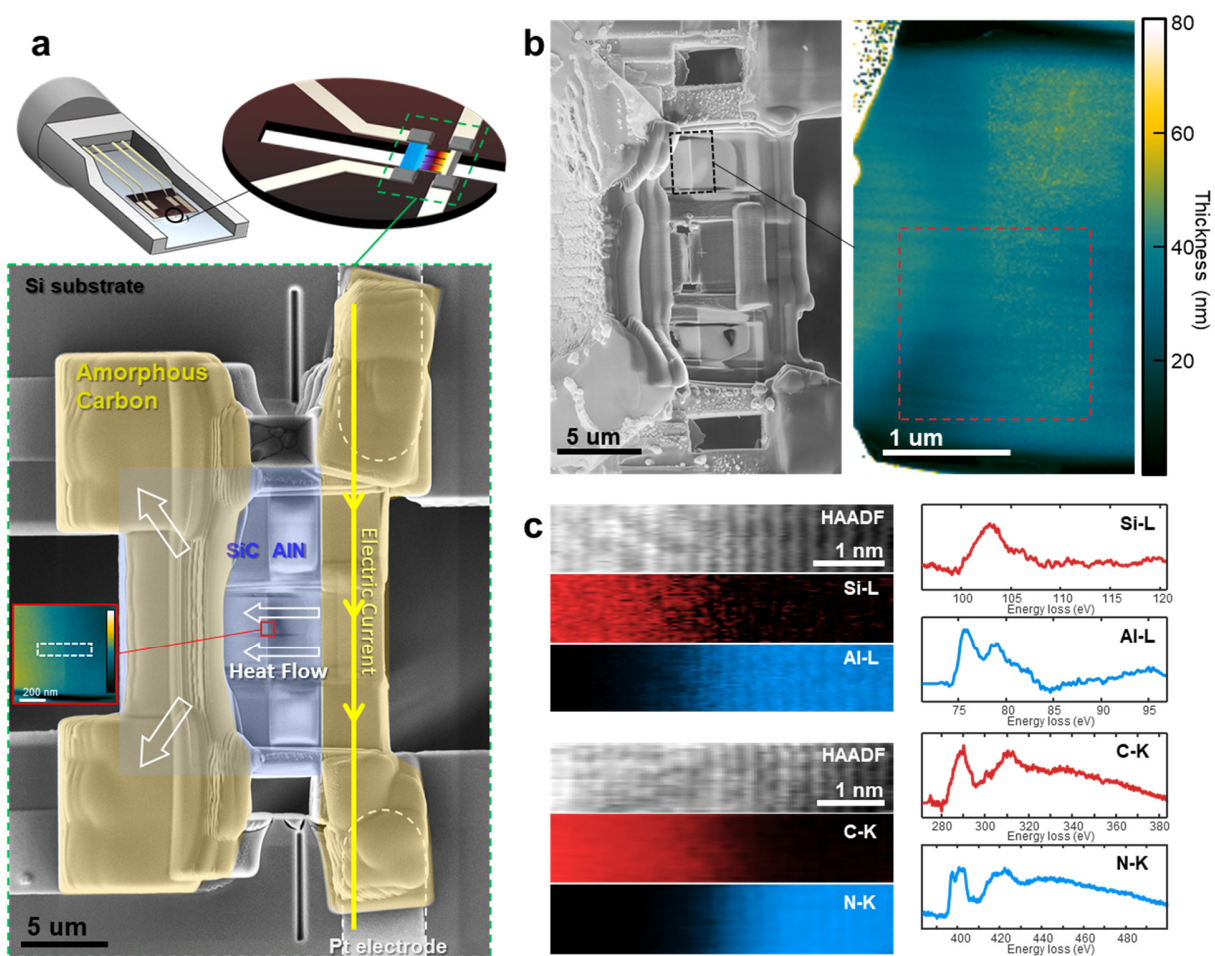 a
Si substrate
Amorphous
Carbon
SiC AlN
Electric Current
Heat Flow
200 nm
5 um
Pt electrode
b
5 um
1 um
80
60
40
20
Thickness (nm)
c
HAADF
1 nm
Si-L
Al-L
HAADF
1 nm
C-K
N-K
Si-L
100 105 110 115 120
Energy loss (eV)
Al-L
75 80 85 90 95
Energy loss (eV)
C-K
280 300 320 340 360 380
Energy loss (eV)
N-K
400 420 440 460 480
Energy loss (eV)